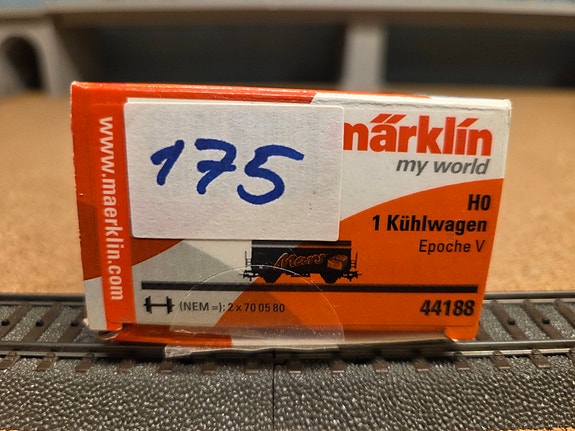 www.maerklin.com
175
märklin
my world
H0
1 Kühlwagen
Epoche V
Mars
(NEM =): 2 x 70 05 80
44188